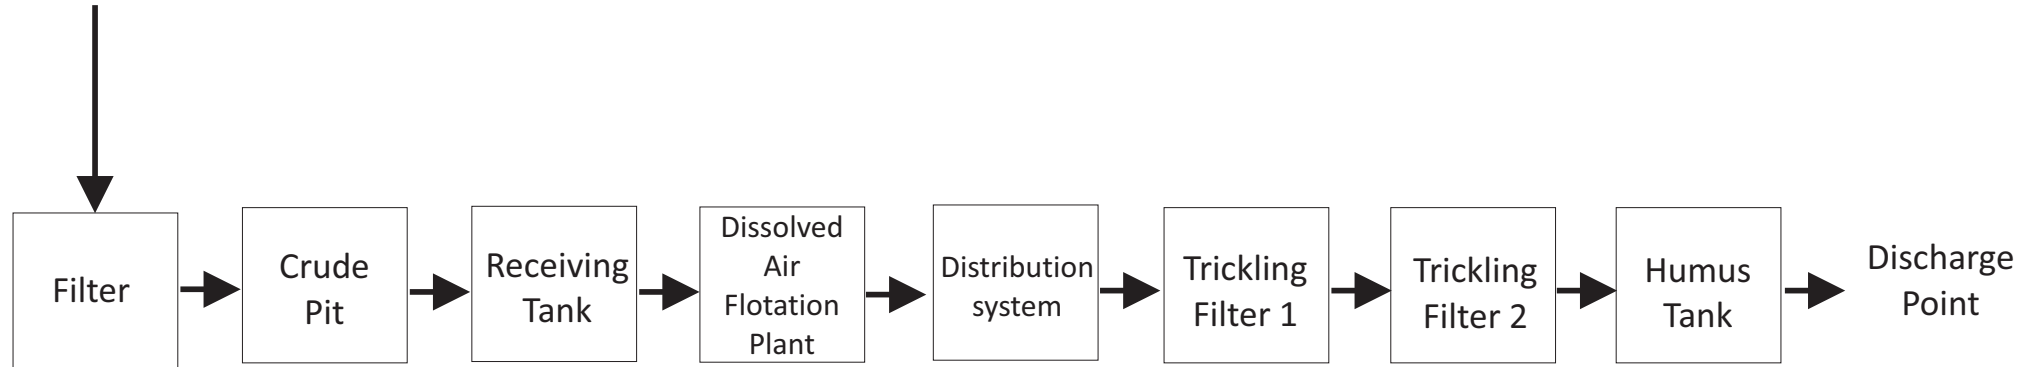 Filter
Crude
Pit
Receiving
Tank
Dissolved
Air
Flotation
Plant
Distribution
system
Trickling
Filter 1
Trickling
Filter 2
Humus
Tank
Discharge
Point